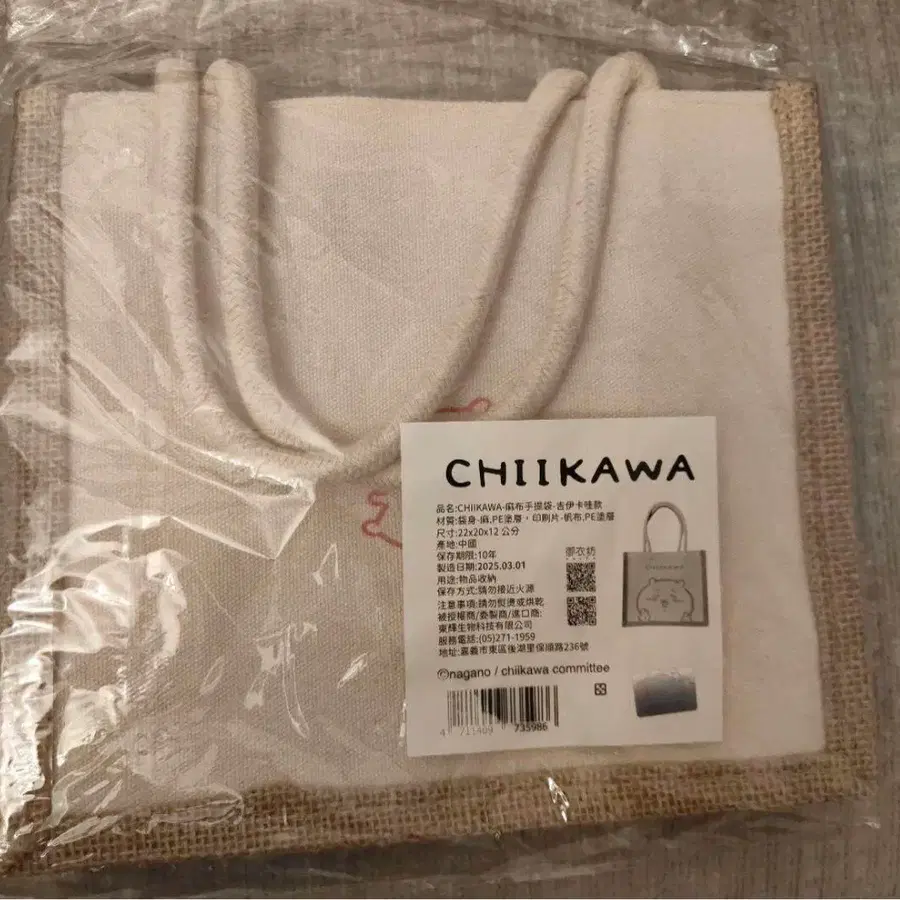 CHIIKAWA
品名:CHIIKAWA-麻布手提袋-吉伊卡哇款
材質:袋身-麻,PE塗層,印刷片-帆布,PE塗層
尺寸:22x20x12 公分
產地:中國
保存期限:10年
製造日期:2025.03.01
用途:物品收納
保存方式:請勿接近火源
注意事項:請勿熨燙或烘乾
被授權商/委製商/進口商:
東輝生物科技有限公司
服務電話:(05)271-1959
地址:嘉義市東區後湖里保順路236號
御衣坊
CHIIKAWA
©nagano / chiikawa committee
4 711409 735986